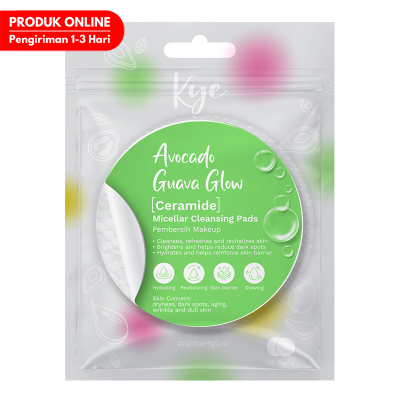 PRODUK ONLINE
Pengiriman 1-3 Hari
Kye
Avocado
Guava Glow
[Ceramide]
Micellar Cleansing Pads
Pembersih Makeup
• Cleanses, refreshes and revitalizes skin
• Brightens and helps reduce dark spots
• Hydrates and helps reinforce skin barrier
Hydrating Revitalizing Skin barrier Glowing
Skin Concern:
dryness, dark spots, aging,
wrinkle and dull skin